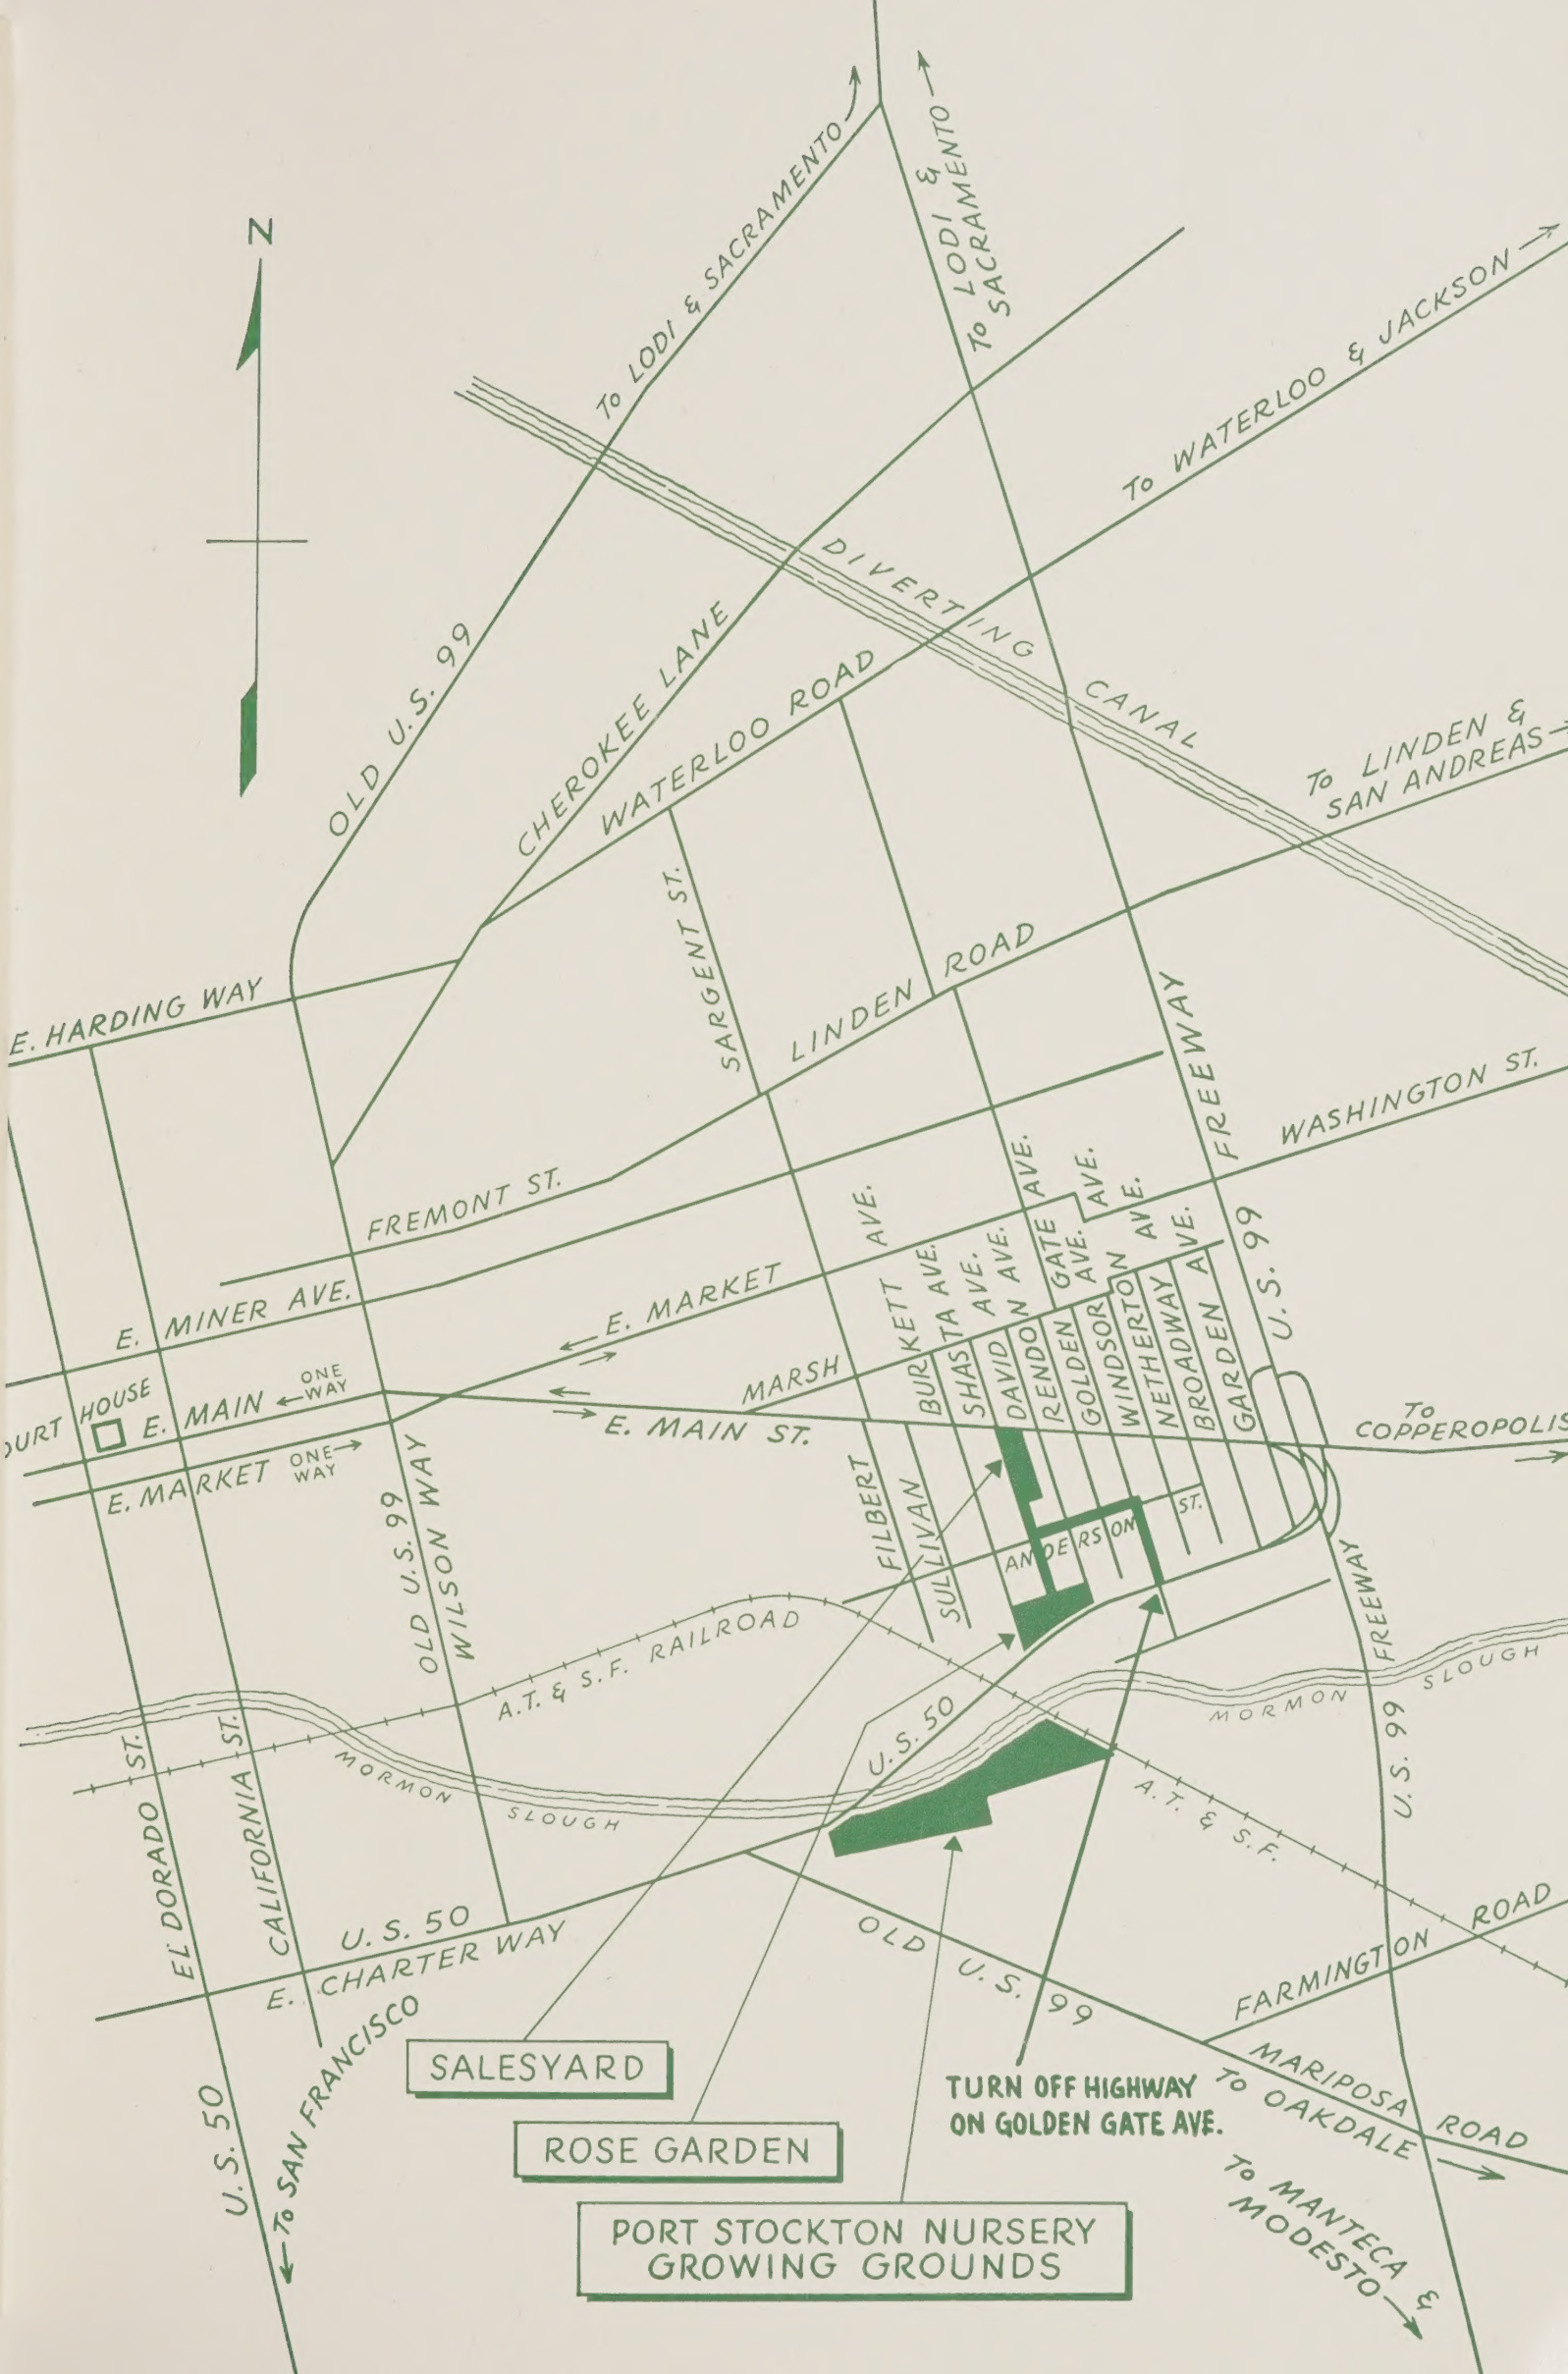 N
To LODI & SACRAMENTO
To LODI &
SACRAMENTO
To WATERLOO & JACKSON
DIVERTING CANAL
OLD U.S. 99
CHEROKEE LANE
WATERLOO ROAD
To LINDEN &
SAN ANDREAS
E. HARDING WAY
SARGENT ST.
LINDEN ROAD
FREEWAY
U.S. 99
WASHINGTON ST.
FREMONT ST.
E. MINER AVE.
E. MARKET
MARSH
BURKETT AVE.
SHASTA AVE.
DAVID AVE.
RENDON AVE.
GOLDEN GATE AVE.
WINDSOR AVE.
NETHERTON AVE.
BROADWAY AVE.
GARDEN AVE.
WIN
OURT HOUSE
E. MAIN
ONE
WAY
E. MARKET
ONE
WAY
E. MAIN ST.
To
COPPEROPOLIS
OLD U.S. 99
WILSON WAY
FILBERT
SULLIVAN
ANDERSON ST.
A.T. & S.F. RAILROAD
FREEWAY
U.S. 99
MORMON SLOUGH
MORMON SLOUGH
U.S. 50
A.T. & S.F.
EL DORADO ST.
CALIFORNIA ST.
U.S. 50
E. CHARTER WAY
OLD U.S. 99
FARMINGTON ROAD
MARIPOSA ROAD
To OAKDALE
To MANTECA &
MODESTO
U.S. 50
To SAN FRANCISCO
SALESYARD
ROSE GARDEN
PORT STOCKTON NURSERY
GROWING GROUNDS
TURN OFF HIGHWAY
ON GOLDEN GATE AVE.